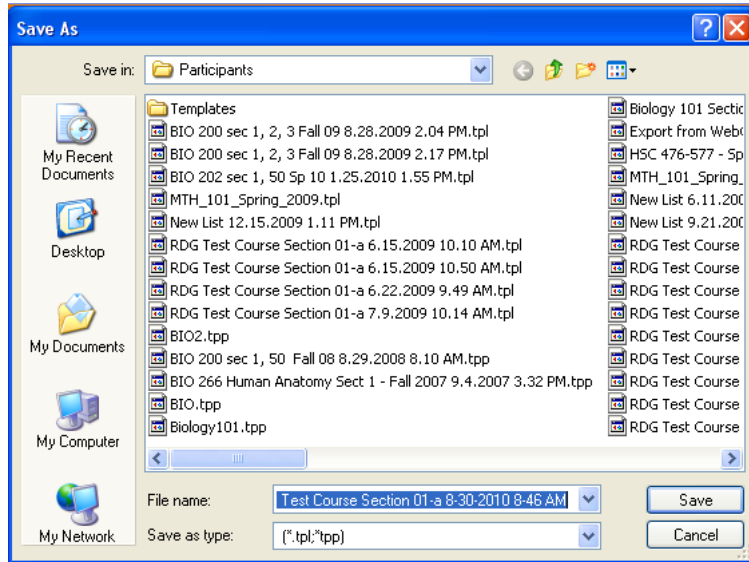 Save As
Save in: Participants
My Recent Documents
Desktop
My Documents
My Computer
My Network
Templates
BIO 200 sec 1, 2, 3 Fall 09 8.28.2009 2.04 PM.tpl
BIO 200 sec 1, 2, 3 Fall 09 8.28.2009 2.17 PM.tpl
BIO 202 sec 1, 50 Sp 10 1.25.2010 1.55 PM.tpl
MTH_101_Spring_2009.tpl
New List 12.15.2009 1.11 PM.tpl
RDG Test Course Section 01-a 6.15.2009 10.10 AM.tpl
RDG Test Course Section 01-a 6.15.2009 10.50 AM.tpl
RDG Test Course Section 01-a 6.22.2009 9.49 AM.tpl
RDG Test Course Section 01-a 7.9.2009 10.14 AM.tpl
BIO2.tpp
BIO 200 sec 1, 50 Fall 08 8.29.2008 8.10 AM.tpp
BIO 266 Human Anatomy Sect 1 - Fall 2007 9.4.2007 3.32 PM.tpp
BIO.tpp
Biology101.tpp
Biology 101 Sectic
Export from Web
HSC 476-577 - Sp
MTH_101_Spring_
New List 6.11.200
New List 9.21.200
RDG Test Course
RDG Test Course
RDG Test Course
RDG Test Course
RDG Test Course
RDG Test Course
RDG Test Course
RDG Test Course
RDG Test Course
File name: Test Course Section 01-a 8-30-2010 8-46 AM
Save
Save as type: (*.tpl;*tpp)
Cancel